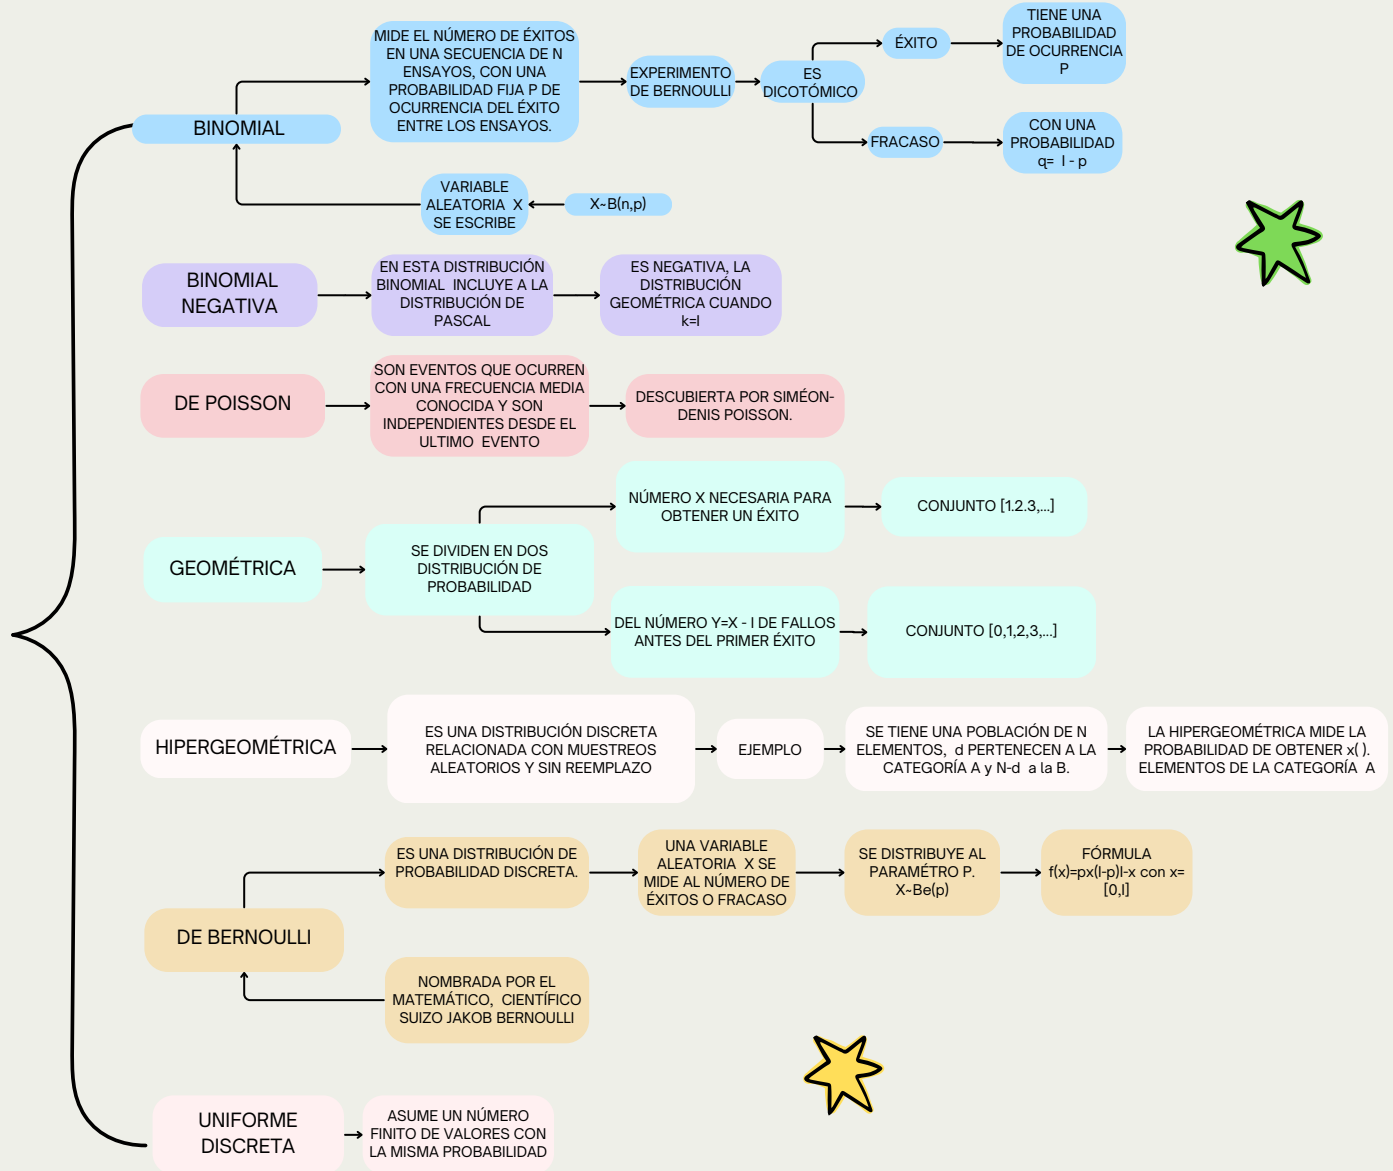 BINOMIAL
MIDE EL NÚMERO DE ÉXITOS
EN UNA SECUENCIA DE N
ENSAYOS, CON UNA
PROBABILIDAD FIJA P DE
OCURRENCIA DEL ÉXITO
ENTRE LOS ENSAYOS.
EXPERIMENTO
DE BERNOULLI
ES
DICOTÓMICO
ÉXITO
TIENE UNA
PROBABILIDAD
DE OCURRENCIA
P
FRACASO
CON UNA
PROBABILIDAD
q= I - p
VARIABLE
ALEATORIA X
SE ESCRIBE
X~B(n,p)
BINOMIAL
NEGATIVA
EN ESTA DISTRIBUCIÓN
BINOMIAL INCLUYE A LA
DISTRIBUCIÓN DE
PASCAL
ES NEGATIVA, LA
DISTRIBUCIÓN
GEOMÉTRICA CUANDO
k=I
DE POISSON
SON EVENTOS QUE OCURREN
CON UNA FRECUENCIA MEDIA
CONOCIDA Y SON
INDEPENDIENTES DESDE EL
ULTIMO EVENTO
DESCUBIERTA POR SIMÉON-
DENIS POISSON.
GEOMÉTRICA
SE DIVIDEN EN DOS
DISTRIBUCIÓN DE
PROBABILIDAD
NÚMERO X NECESARIA PARA
OBTENER UN ÉXITO
CONJUNTO [1.2.3,...]
DEL NÚMERO Y=X - I DE FALLOS
ANTES DEL PRIMER ÉXITO
CONJUNTO [0,1,2,3,...]
HIPERGEOMÉTRICA
ES UNA DISTRIBUCIÓN DISCRETA
RELACIONADA CON MUESTREOS
ALEATORIOS Y SIN REEMPLAZO
EJEMPLO
SE TIENE UNA POBLACIÓN DE N
ELEMENTOS, d PERTENECEN A LA
CATEGORÍA A y N-d a la B.
LA HIPERGEOMÉTRICA MIDE LA
PROBABILIDAD DE OBTENER x( ).
ELEMENTOS DE LA CATEGORÍA A
DE BERNOULLI
ES UNA DISTRIBUCIÓN DE
PROBABILIDAD DISCRETA.
UNA VARIABLE
ALEATORIA X SE
MIDE AL NÚMERO DE
ÉXITOS O FRACASO
SE DISTRIBUYE AL
PARAMÉTRO P.
X~Be(p)
FÓRMULA
f(x)=px(I-p)I-x con x=
[0,I]
NOMBRADA POR EL
MATEMÁTICO, CIENTÍFICO
SUIZO JAKOB BERNOULLI
UNIFORME
DISCRETA
ASUME UN NÚMERO
FINITO DE VALORES CON
LA MISMA PROBABILIDAD